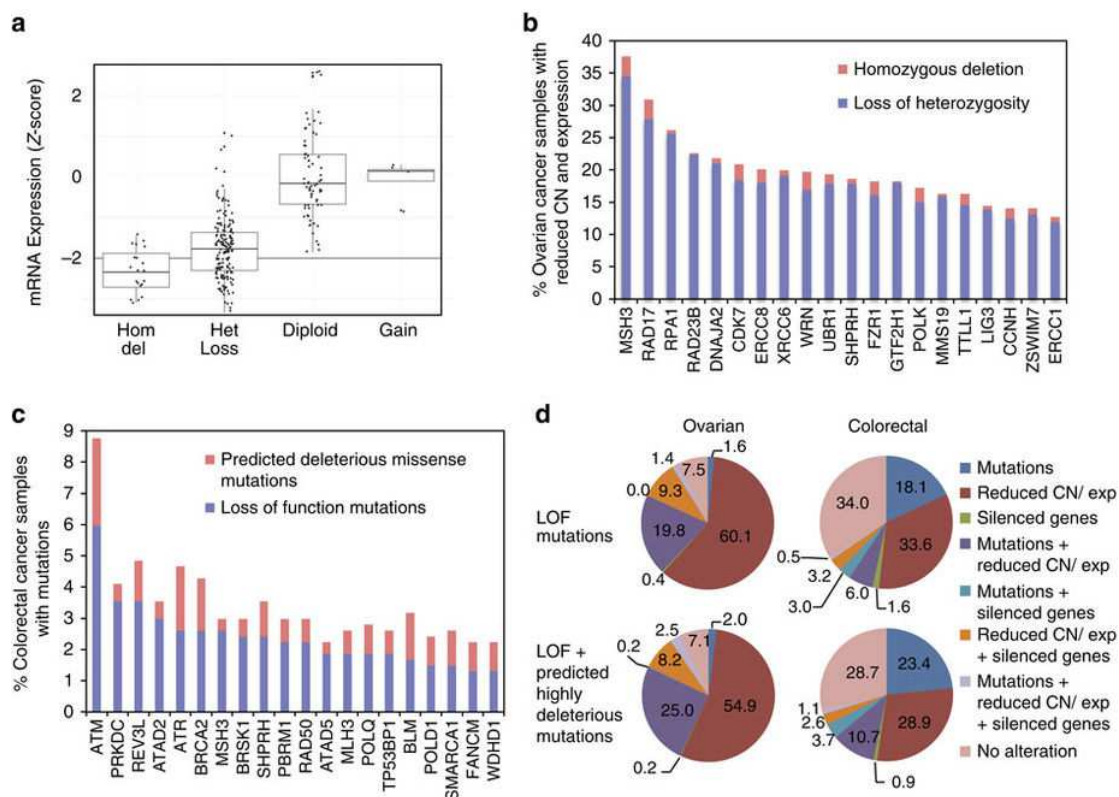 a
mRNA Expression (Z-score)
2
0
−2
Hom
del
Het
Loss
Diploid
Gain
b
% Ovarian cancer samples with
reduced CN and expression
40
35
30
25
20
15
10
5
0
Homozygous deletion
Loss of heterozygosity
MSH3
RAD17
RPA1
RAD23B
DNAJA2
CDK7
ERCC8
XRCC6
WRN
UBR1
SHPRH
FZR1
GTF2H1
POLK
MMS19
TTLL1
LIG3
CCNH
ZSWIM7
ERCC1
c
% Colorectal cancer samples
with mutations
9
8
7
6
5
4
3
2
1
0
Predicted deleterious missense
mutations
Loss of function mutations
ATM
PRKDC
REV3L
ATAD2
ATR
BRCA2
MSH3
BRSK1
SHPRH
PBRM1
RAD50
ATAD5
MLH3
POLQ
TP53BP1
BLM
POLD1
SMARCA1
FANCM
WDHD1
d
Ovarian
Colorectal
LOF
mutations
1.4
7.5
1.6
0.0
9.3
19.8
60.1
0.4
34.0
18.1
33.6
0.5
3.2
3.0
6.0
1.6
LOF +
predicted
highly
deleterious
mutations
2.5
7.1
2.0
0.2
8.2
25.0
54.9
0.2
28.7
23.4
28.9
1.1
2.6
3.7
10.7
0.9
Mutations
Reduced CN/ exp
Silenced genes
Mutations +
reduced CN/ exp
Mutations +
silenced genes
Reduced CN/ exp
+ silenced genes
Mutations +
reduced CN/ exp
+ silenced genes
No alteration